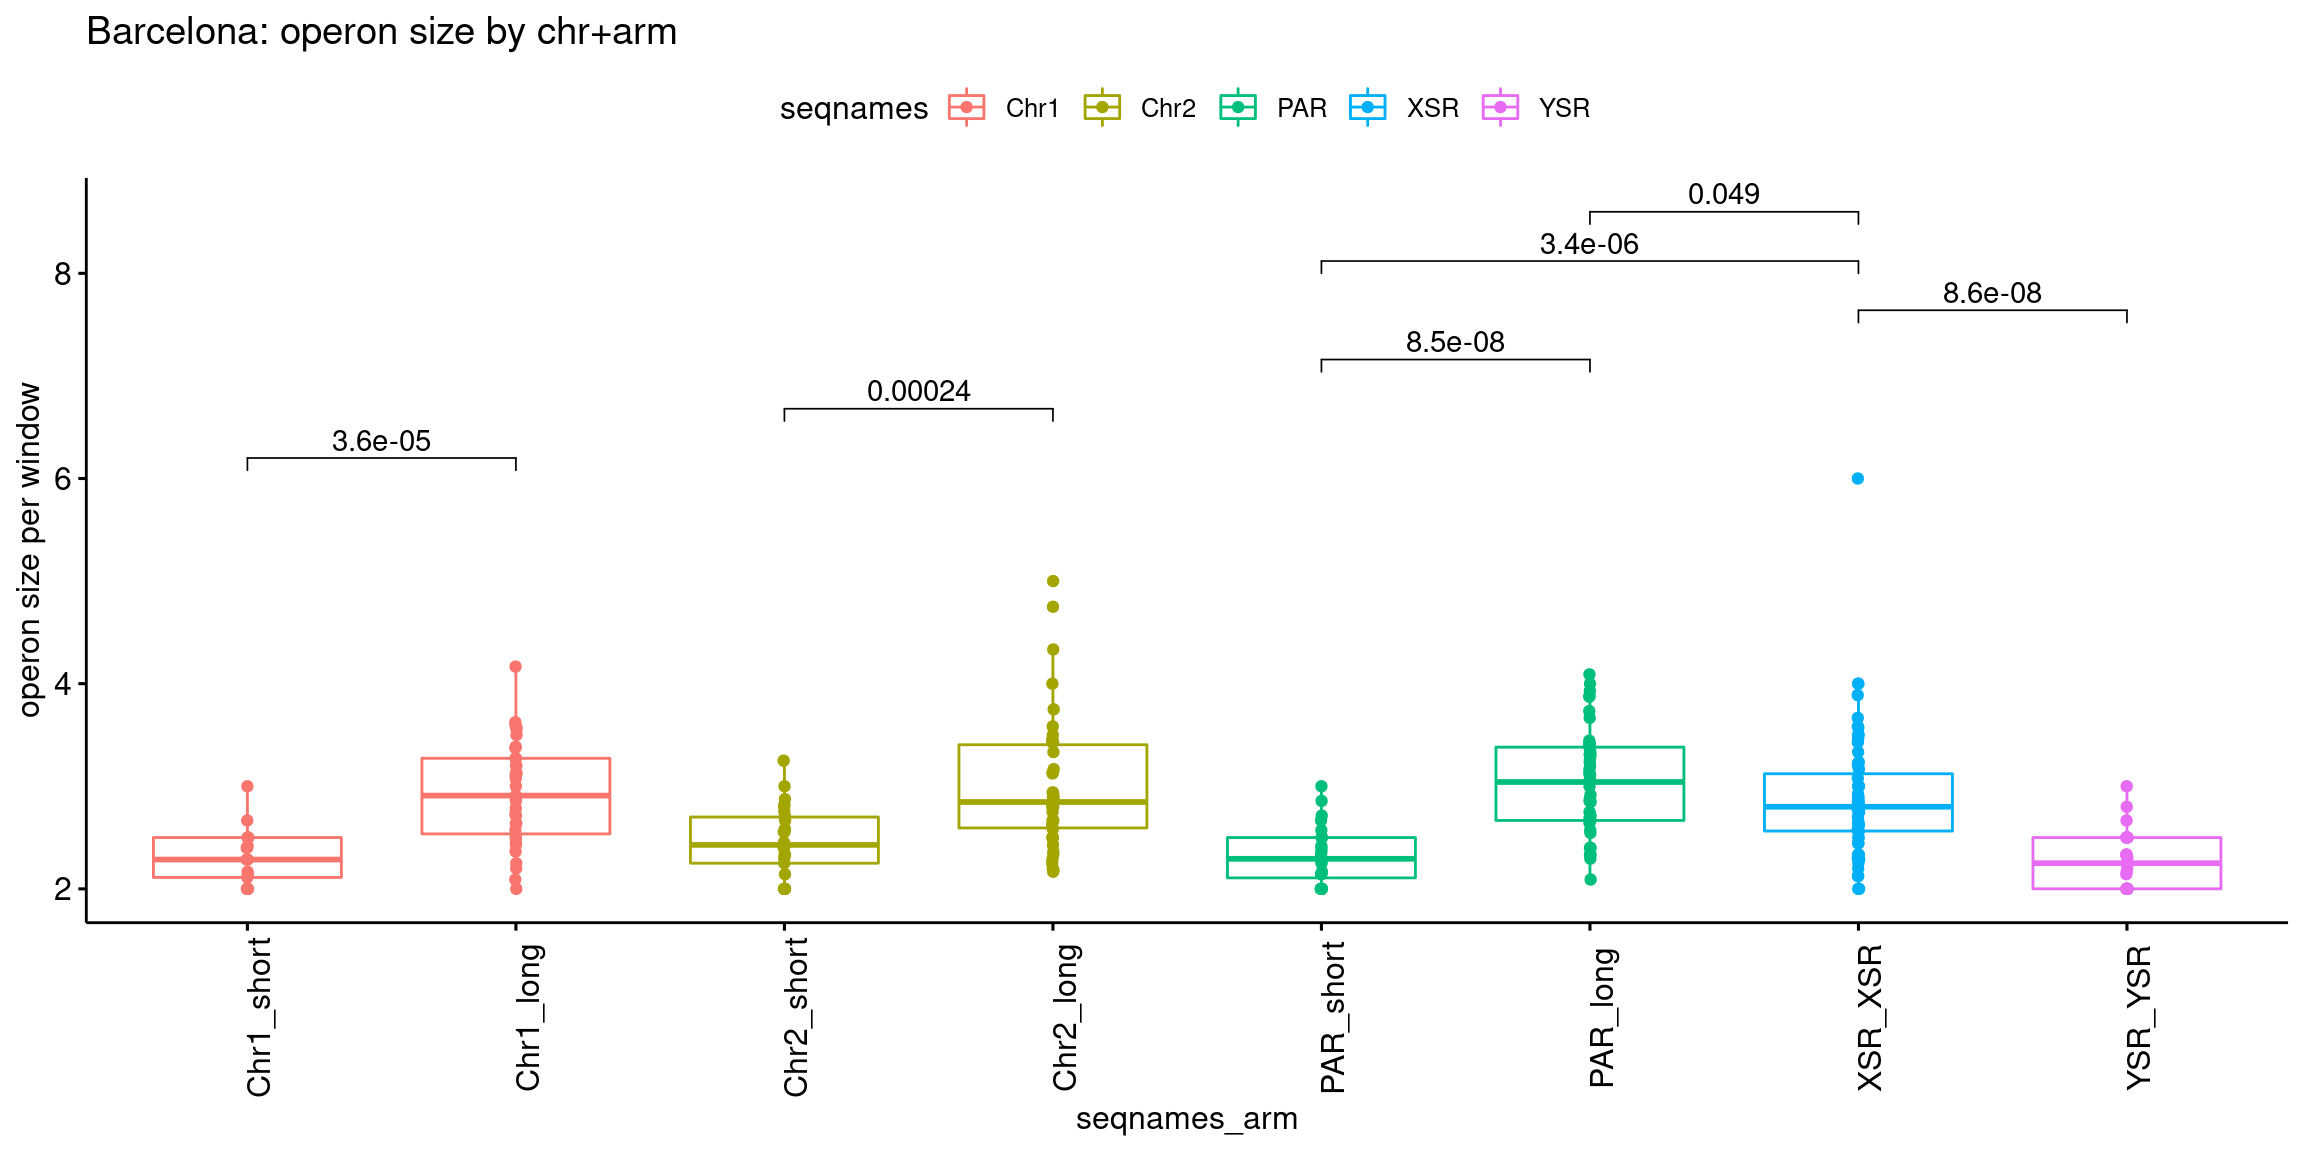 Barcelona: operon size by chr+arm
seqnames Chr1 Chr2 PAR XSR YSR
0.049
3.4e-06
8.6e-08
8.5e-08
0.00024
3.6e-05
operon size per window
8
6
4
2
Chr1_short
Chr1_long
Chr2_short
Chr2_long
PAR_short
PAR_long
XSR_XSR
YSR_YSR
seqnames_arm